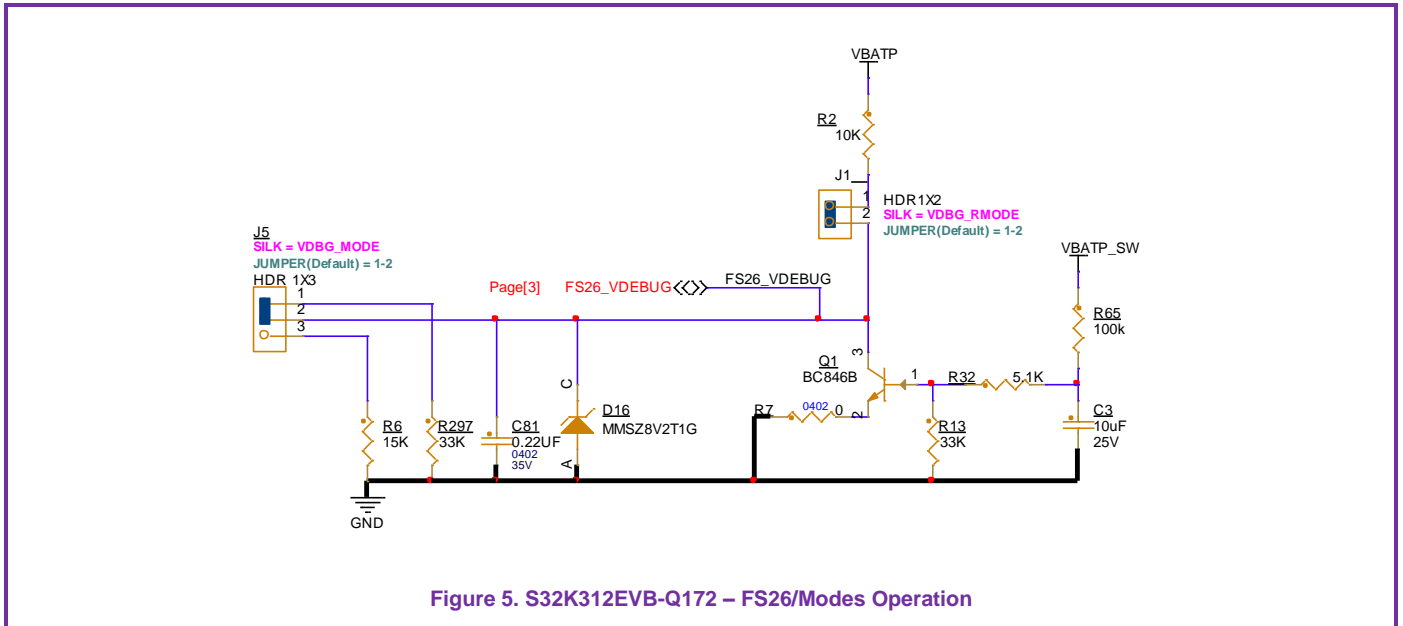 VBATP
R2
10K
J1
1
2
HDR1X2
SILK = VDBG_RMODE
JUMPER(Default) = 1-2
J5
SILK = VDBG_MODE
JUMPER(Default) = 1-2
HDR 1X3
1
2
3
Page[3]
FS26_VDEBUG
FS26_VDEBUG
VBATP_SW
R65
100k
Q1
BC846B
3
1
2
R32
5.1K
R7
0402
0
C
D16
MMSZ8V2T1G
A
R6
15K
R297
33K
C81
0.22UF
0402
35V
R13
33K
C3
10uF
25V
GND
Figure 5. S32K312EVB-Q172 – FS26/Modes Operation